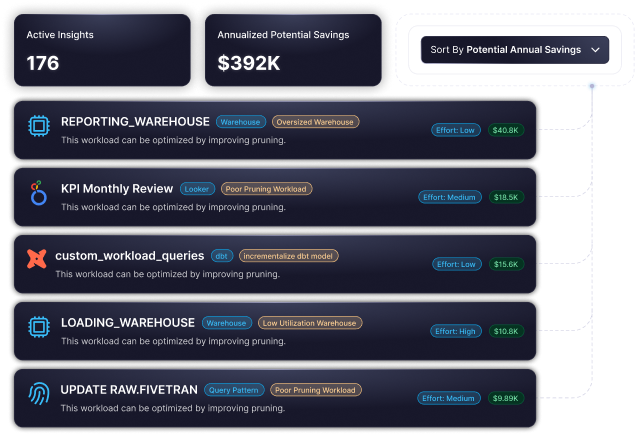 Active Insights
176
Annualized Potential Savings
$392K
Sort By Potential Annual Savings
REPORTING_WAREHOUSE Warehouse Oversized Warehouse
This workload can be optimized by improving pruning.
Effort: Low $40.8K
KPI Monthly Review Looker Poor Pruning Workload
This workload can be optimized by improving pruning.
Effort: Medium $18.5K
custom_workload_queries dbt incrementalize dbt model
This workload can be optimized by improving pruning.
Effort: Low $15.6K
LOADING_WAREHOUSE Warehouse Low Utilization Warehouse
This workload can be optimized by improving pruning.
Effort: High $10.8K
UPDATE RAW.FIVETRAN Query Pattern Poor Pruning Workload
This workload can be optimized by improving pruning.
Effort: Medium $9.89K